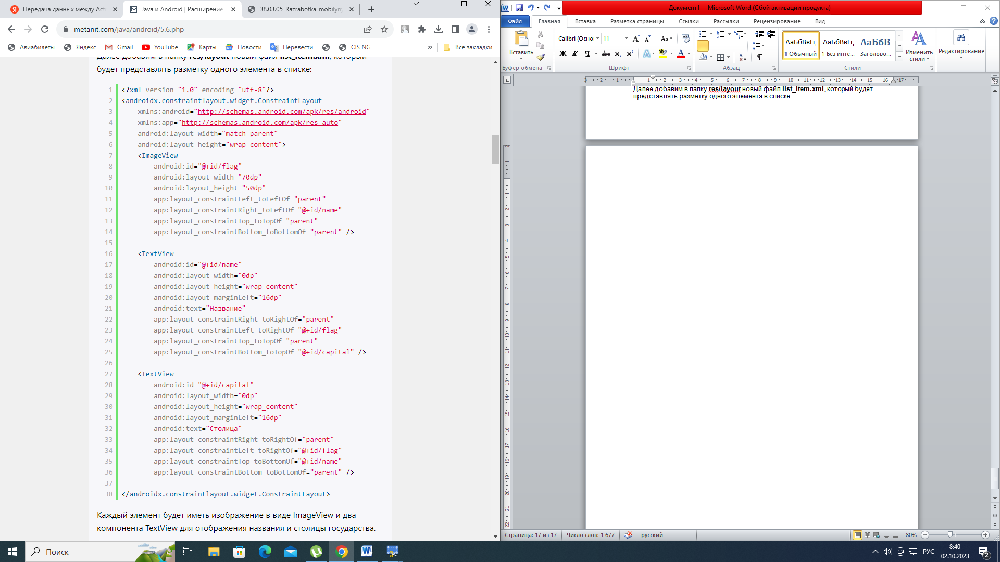 Передача данных между Act
Java и Android | Расширение
38.03.05_Razrabotka_mobilyny
metanit.com/java/android/5.6.php
Авиабилеты
Яндекс
Gmail
YouTube
Карты
Новости
Перевести
CIS NG
»
Все закладки
Далее добавим в папку res/layout новый файл list_item.xml, который
будет представлять разметку одного элемента в списке:
1 <?xml version="1.0" encoding="utf-8"?>
2 <androidx.constraintlayout.widget.ConstraintLayout
3 xmlns:android="http://schemas.android.com/apk/res/android"
4 xmlns:app="http://schemas.android.com/apk/res-auto"
5 android:layout_width="match_parent"
6 android:layout_height="wrap_content">
7 <ImageView
8 android:id="@+id/flag"
9 android:layout_width="70dp"
10 android:layout_height="50dp"
11 app:layout_constraintLeft_toLeftOf="parent"
12 app:layout_constraintRight_toLeftOf="@+id/name"
13 app:layout_constraintTop_toTopOf="parent"
14 app:layout_constraintBottom_toBottomOf="parent" />
15
16 <TextView
17 android:id="@+id/name"
18 android:layout_width="0dp"
19 android:layout_height="wrap_content"
20 android:layout_marginLeft="16dp"
21 android:text="Название"
22 app:layout_constraintRight_toRightOf="parent"
23 app:layout_constraintLeft_toRightOf="@+id/flag"
24 app:layout_constraintTop_toTopOf="parent"
25 app:layout_constraintBottom_toTopOf="@+id/capital" />
26
27 <TextView
28 android:id="@+id/capital"
29 android:layout_width="0dp"
30 android:layout_height="wrap_content"
31 android:layout_marginLeft="16dp"
32 android:text="Столица"
33 app:layout_constraintRight_toRightOf="parent"
34 app:layout_constraintLeft_toRightOf="@+id/flag"
35 app:layout_constraintTop_toBottomOf="@+id/name"
36 app:layout_constraintBottom_toBottomOf="parent" />
37
38 </androidx.constraintlayout.widget.ConstraintLayout>
Каждый элемент будет иметь изображение в виде ImageView и два
компонента TextView для отображения названия и столицы государства.
Документ1 - Microsoft Word (Сбой активации продукта)
Файл
Главная
Вставка
Разметка страницы
Ссылки
Рассылки
Рецензирование
Вид
Вставить
Calibri (Осно
11
Ж К Ч abc x₂ x²
АаБбВвГг,
¶ Обычный
АаБбВвГг,
¶ Без инте...
АаБбВ
Заголово...
Изменить
стили
Редактирование
Буфер обмена
Шрифт
Абзац
Стили
Далее добавим в папку res/layout новый файл list_item.xml, который будет
представлять разметку одного элемента в списке:
Страница: 17 из 17
Число слов: 1 677
русский
80%
Поиск
РУС
8:40
02.10.2023
2